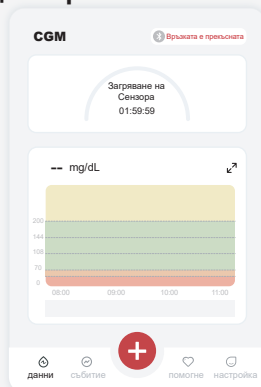 CGM
Връзката е прекъсната
Загряване на
Сензора
01:59:59
-- mg/dL
200
144
108
70
0
08:00 09:00 10:00 11:00
данни събитие помогне настройка